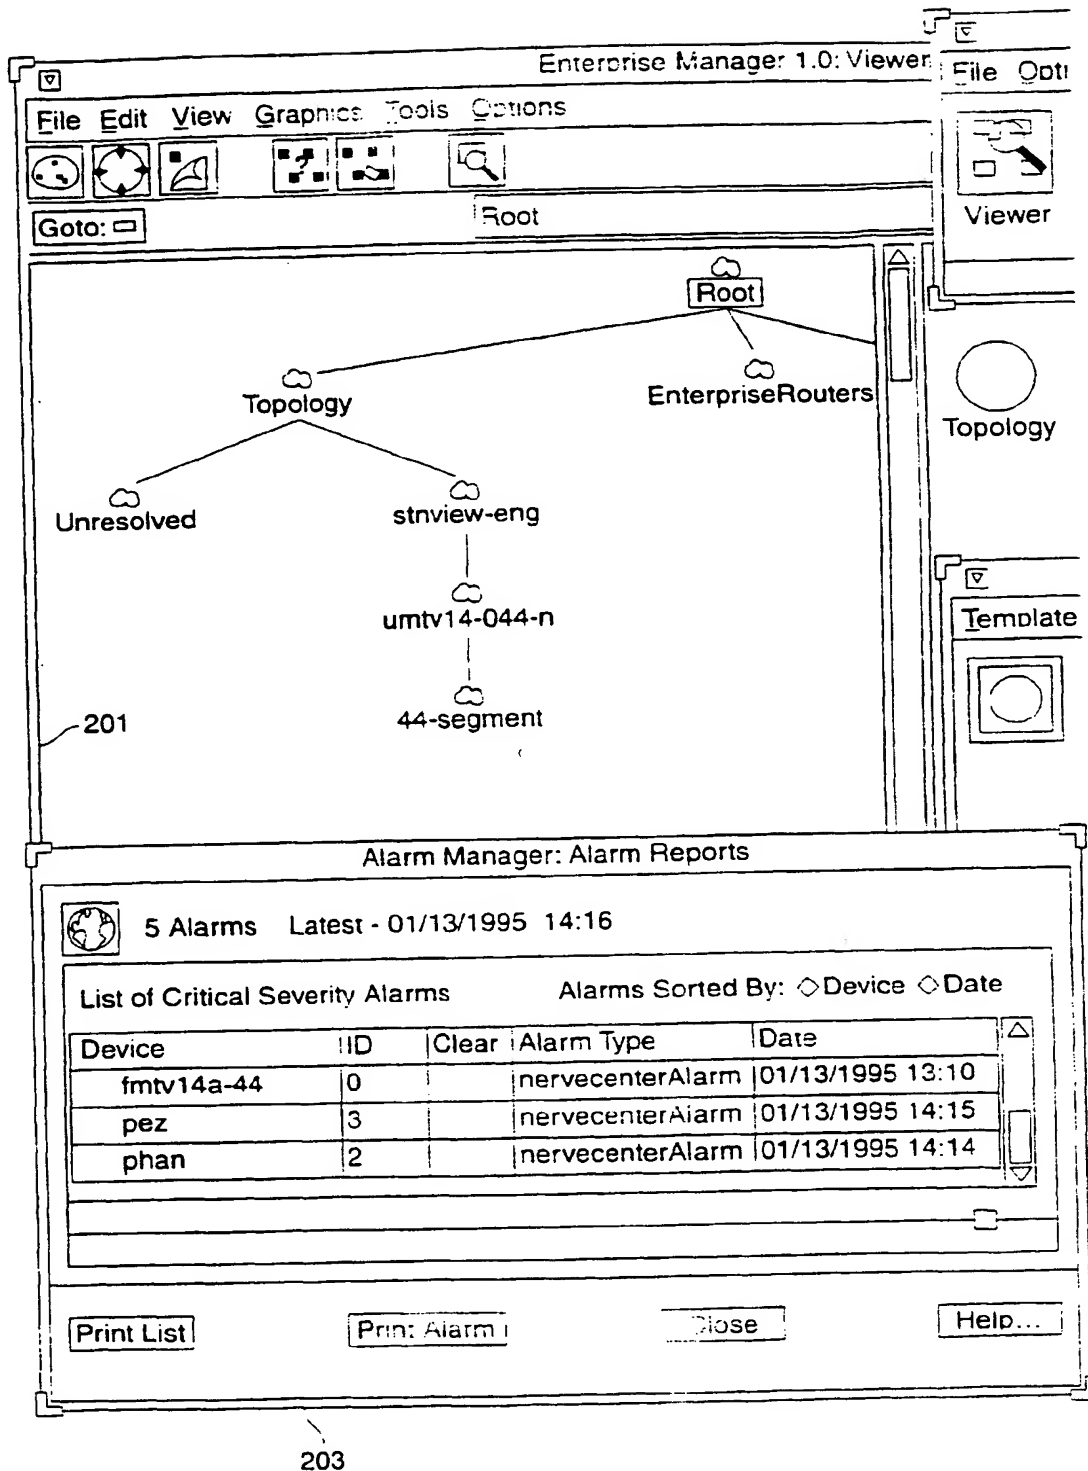 Enterprise Manager 1.0: Viewer
File Edit View Graphics Tools Options
Goto:
Root
File Opti
Viewer
Root
Topology
EnterpriseRouters
Unresolved
stnview-eng
umtv14-044-n
44-segment
201
Topology
Template
Alarm Manager: Alarm Reports
5 Alarms Latest - 01/13/1995 14:16
List of Critical Severity Alarms Alarms Sorted By: Device Date
Device ID Clear Alarm Type Date
fmtv14a-44 0 nervecenterAlarm 01/13/1995 13:10
pez 3 nervecenterAlarm 01/13/1995 14:15
phan 2 nervecenterAlarm 01/13/1995 14:14
Print List Print Alarm Close Help...
203